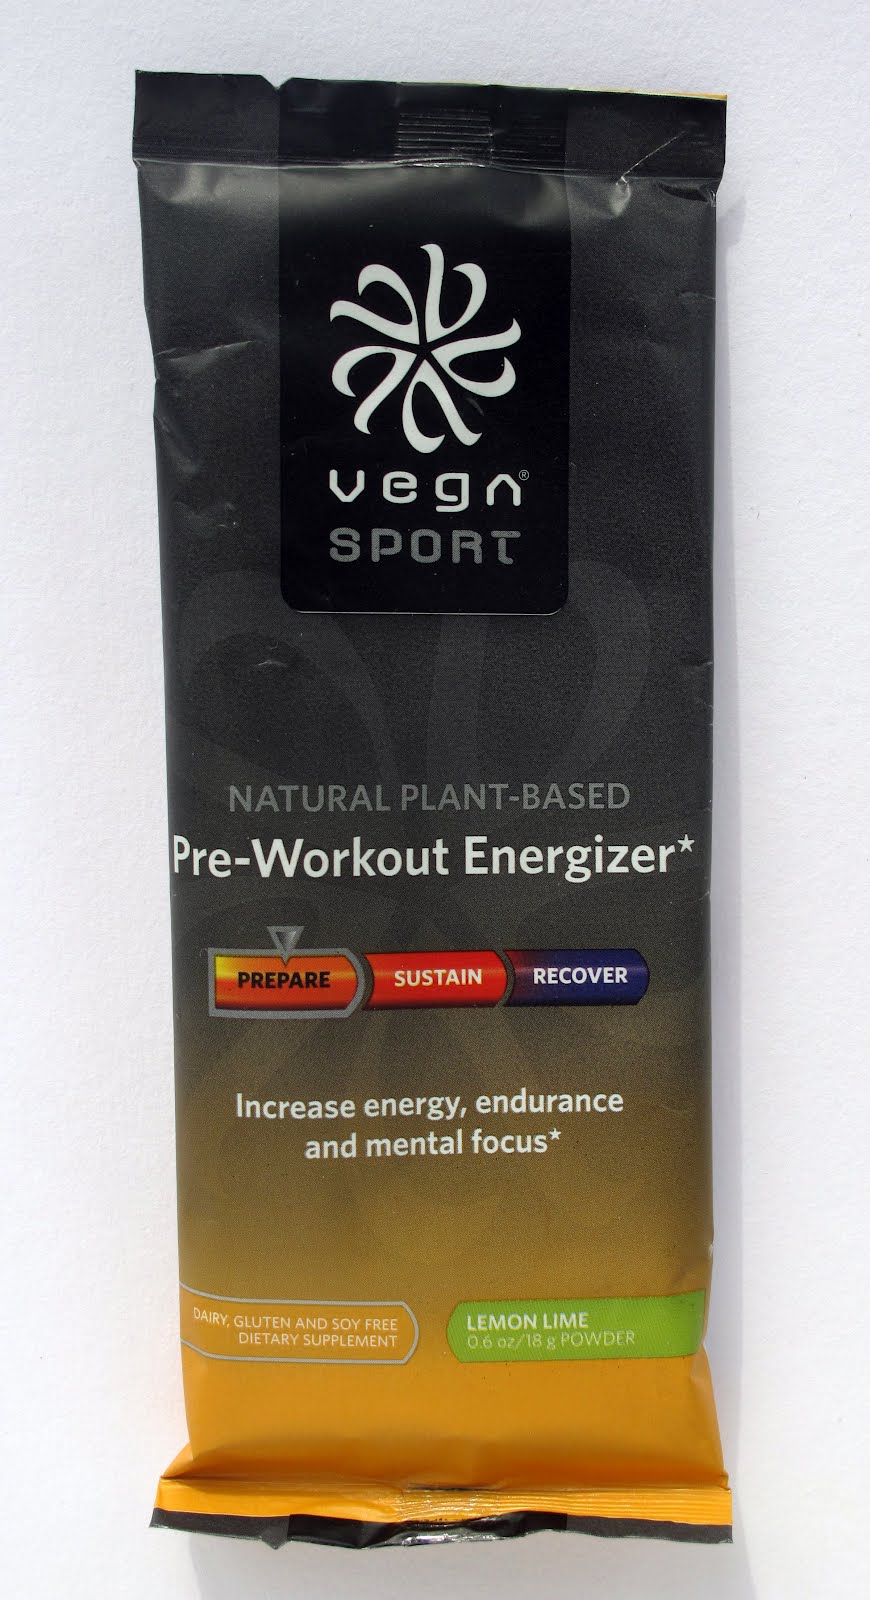 vega®
SPORT
NATURAL PLANT-BASED
Pre-Workout Energizer*
PREPARE SUSTAIN RECOVER
Increase energy, endurance
and mental focus*
DAIRY, GLUTEN AND SOY FREE
DIETARY SUPPLEMENT
LEMON LIME
0.6 oz/18 g POWDER